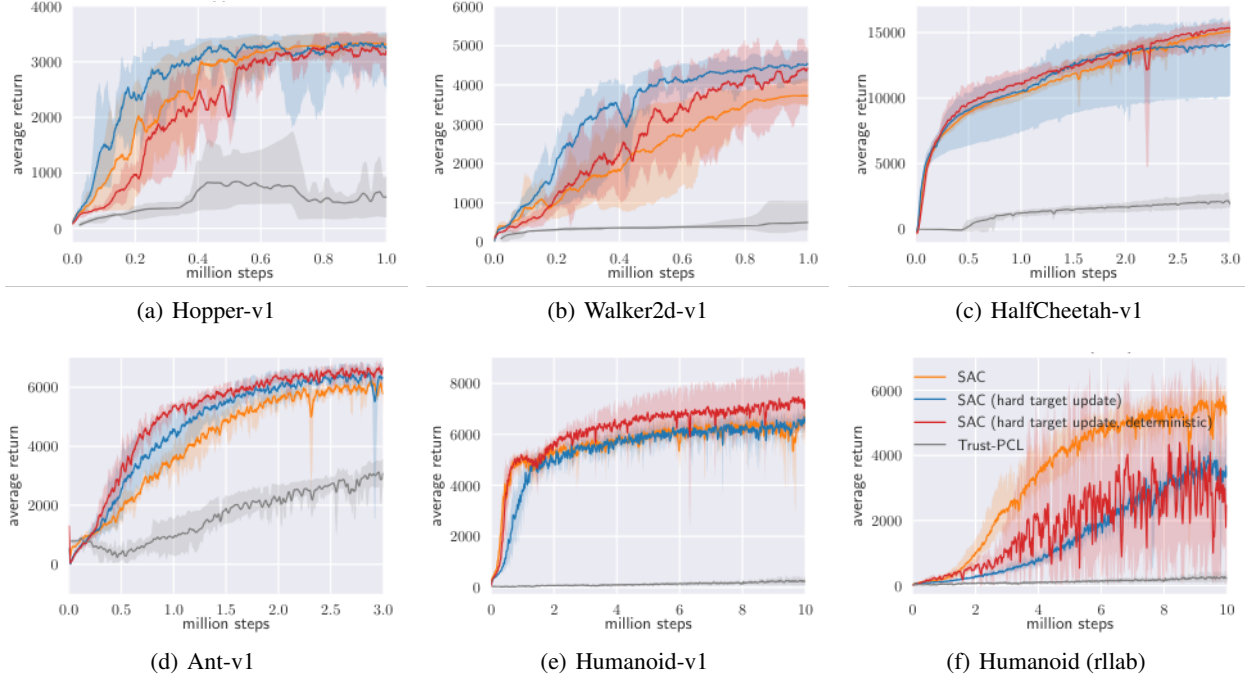 4000
3000
2000
1000
0
average return
0.0 0.2 0.4 0.6 0.8 1.0
million steps
(a) Hopper-v1
6000
5000
4000
3000
2000
1000
0
average return
0.0 0.2 0.4 0.6 0.8 1.0
million steps
(b) Walker2d-v1
15000
10000
5000
0
average return
0.0 0.5 1.0 1.5 2.0 2.5 3.0
million steps
(c) HalfCheetah-v1
6000
4000
2000
0
average return
0.0 0.5 1.0 1.5 2.0 2.5 3.0
million steps
(d) Ant-v1
8000
6000
4000
2000
0
average return
0 2 4 6 8 10
million steps
(e) Humanoid-v1
6000
4000
2000
0
average return
SAC
SAC (hard target update)
SAC (hard target update, deterministic)
Trust-PCL
0 2 4 6 8 10
million steps
(f) Humanoid (rllab)